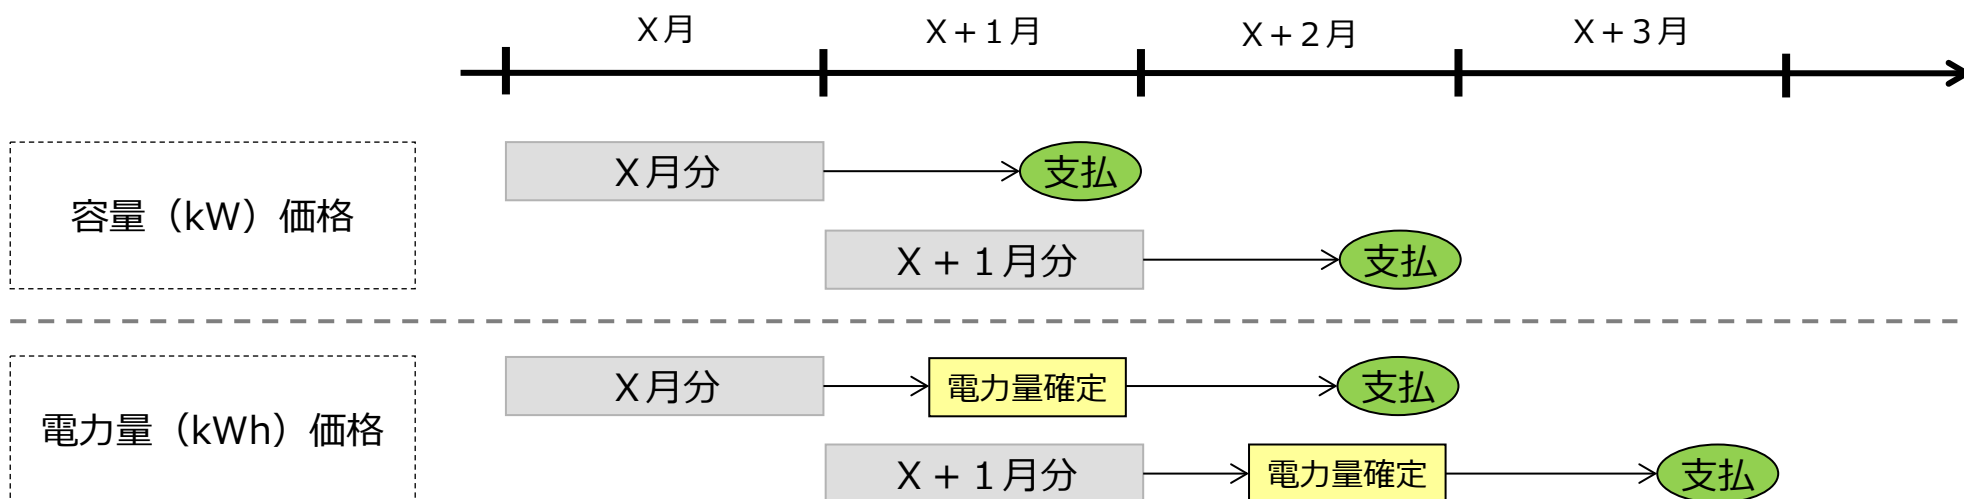 X月
X+1月
X+2月
X+3月
容量（kW）価格
X月分
支払
X+1月分
支払
電力量（kWh）価格
X月分
電力量確定
支払
X+1月分
電力量確定
支払